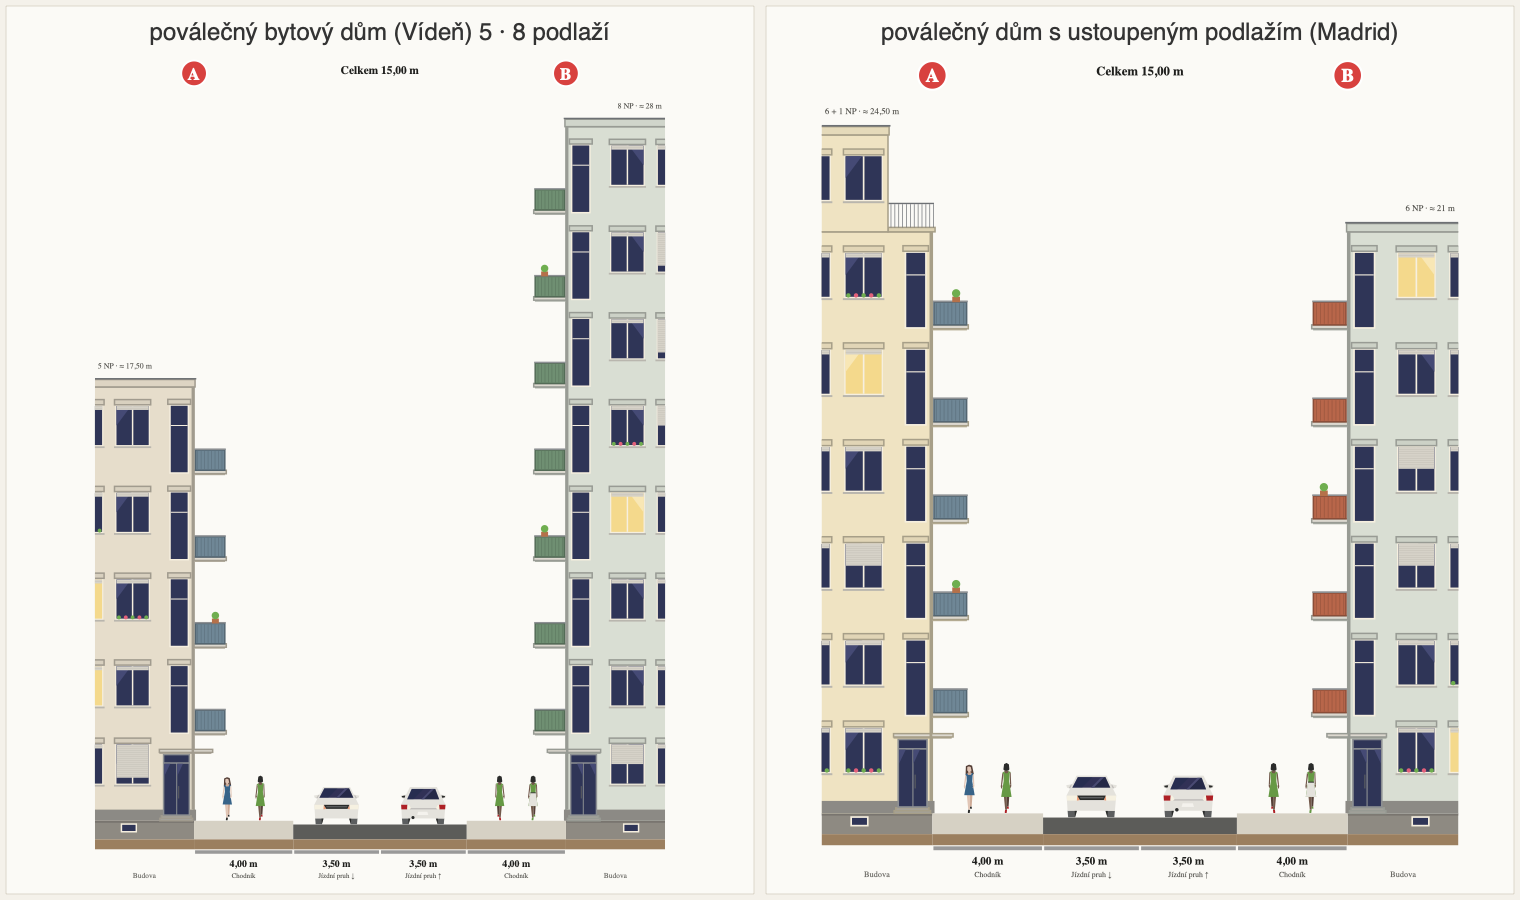 poválečný bytový dům (Vídeň) 5 · 8 podlaží
A
Celkem 15,00 m
B
8 NP · ≈ 28 m
5 NP · ≈ 17,50 m
4,00 m
3,50 m
3,50 m
4,00 m
Budova
Chodník
Jízdní pruh ↓
Jízdní pruh ↑
Chodník
Budova
poválečný dům s ustoupeným podlažím (Madrid)
A
Celkem 15,00 m
B
6 + 1 NP · ≈ 24,50 m
6 NP · ≈ 21 m
4,00 m
3,50 m
3,50 m
4,00 m
Budova
Chodník
Jízdní pruh ↓
Jízdní pruh ↑
Chodník
Budova